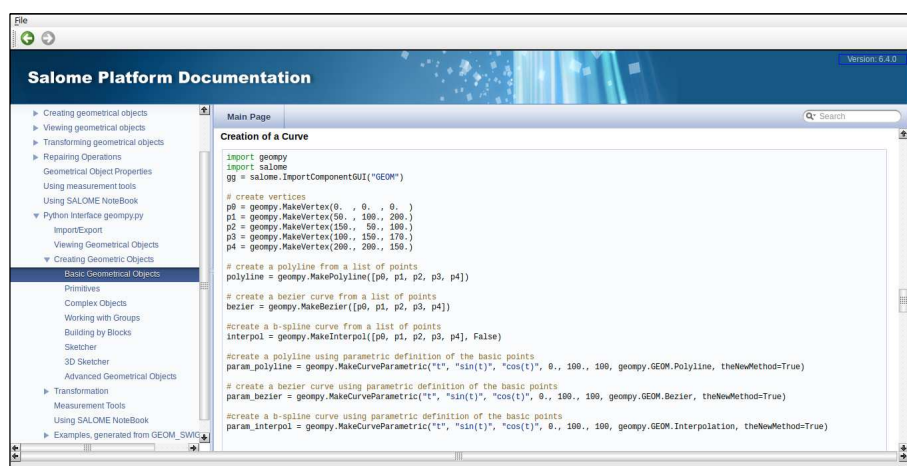 File
Salome Platform Documentation
Version: 6.4.0
Creating geometrical objects
Viewing geometrical objects
Transforming geometrical objects
Repairing Operations
Geometrical Object Properties
Using measurement tools
Using SALOME NoteBook
Python Interface geompy.py
Import/Export
Viewing Geometrical Objects
Creating Geometric Objects
Basic Geometrical Objects
Primitives
Complex Objects
Working with Groups
Building by Blocks
Sketcher
3D Sketcher
Advanced Geometrical Objects
Transformation
Measurement Tools
Using SALOME NoteBook
Examples, generated from GEOM_SWIG
Main Page
Search
Creation of a Curve
import geompy
import salome
gg = salome.ImportComponentGUI("GEOM")
# create vertices
p0 = geompy.MakeVertex(0. , 0. , 0. )
p1 = geompy.MakeVertex(50. , 100., 200.)
p2 = geompy.MakeVertex(150., 50., 100.)
p3 = geompy.MakeVertex(100., 150., 170.)
p4 = geompy.MakeVertex(200., 200., 150.)
# create a polyline from a list of points
polyline = geompy.MakePolyline([p0, p1, p2, p3, p4])
# create a bezier curve from a list of points
bezier = geompy.MakeBezier([p0, p1, p2, p3, p4])
#create a b-spline curve from a list of points
interpol = geompy.MakeInterpol([p0, p1, p2, p3, p4], False)
#create a polyline using parametric definition of the basic points
param_polyline = geompy.MakeCurveParametric("t", "sin(t)", "cos(t)", 0., 100., 100, geompy.GEOM.Polyline, theNewMethod=True)
# create a bezier curve using parametric definition of the basic points
param_bezier = geompy.MakeCurveParametric("t", "sin(t)", "cos(t)", 0., 100., 100, geompy.GEOM.Bezier, theNewMethod=True)
#create a b-spline curve using parametric definition of the basic points
param_interpol = geompy.MakeCurveParametric("t", "sin(t)", "cos(t)", 0., 100., 100, geompy.GEOM.Interpolation, theNewMethod=True)